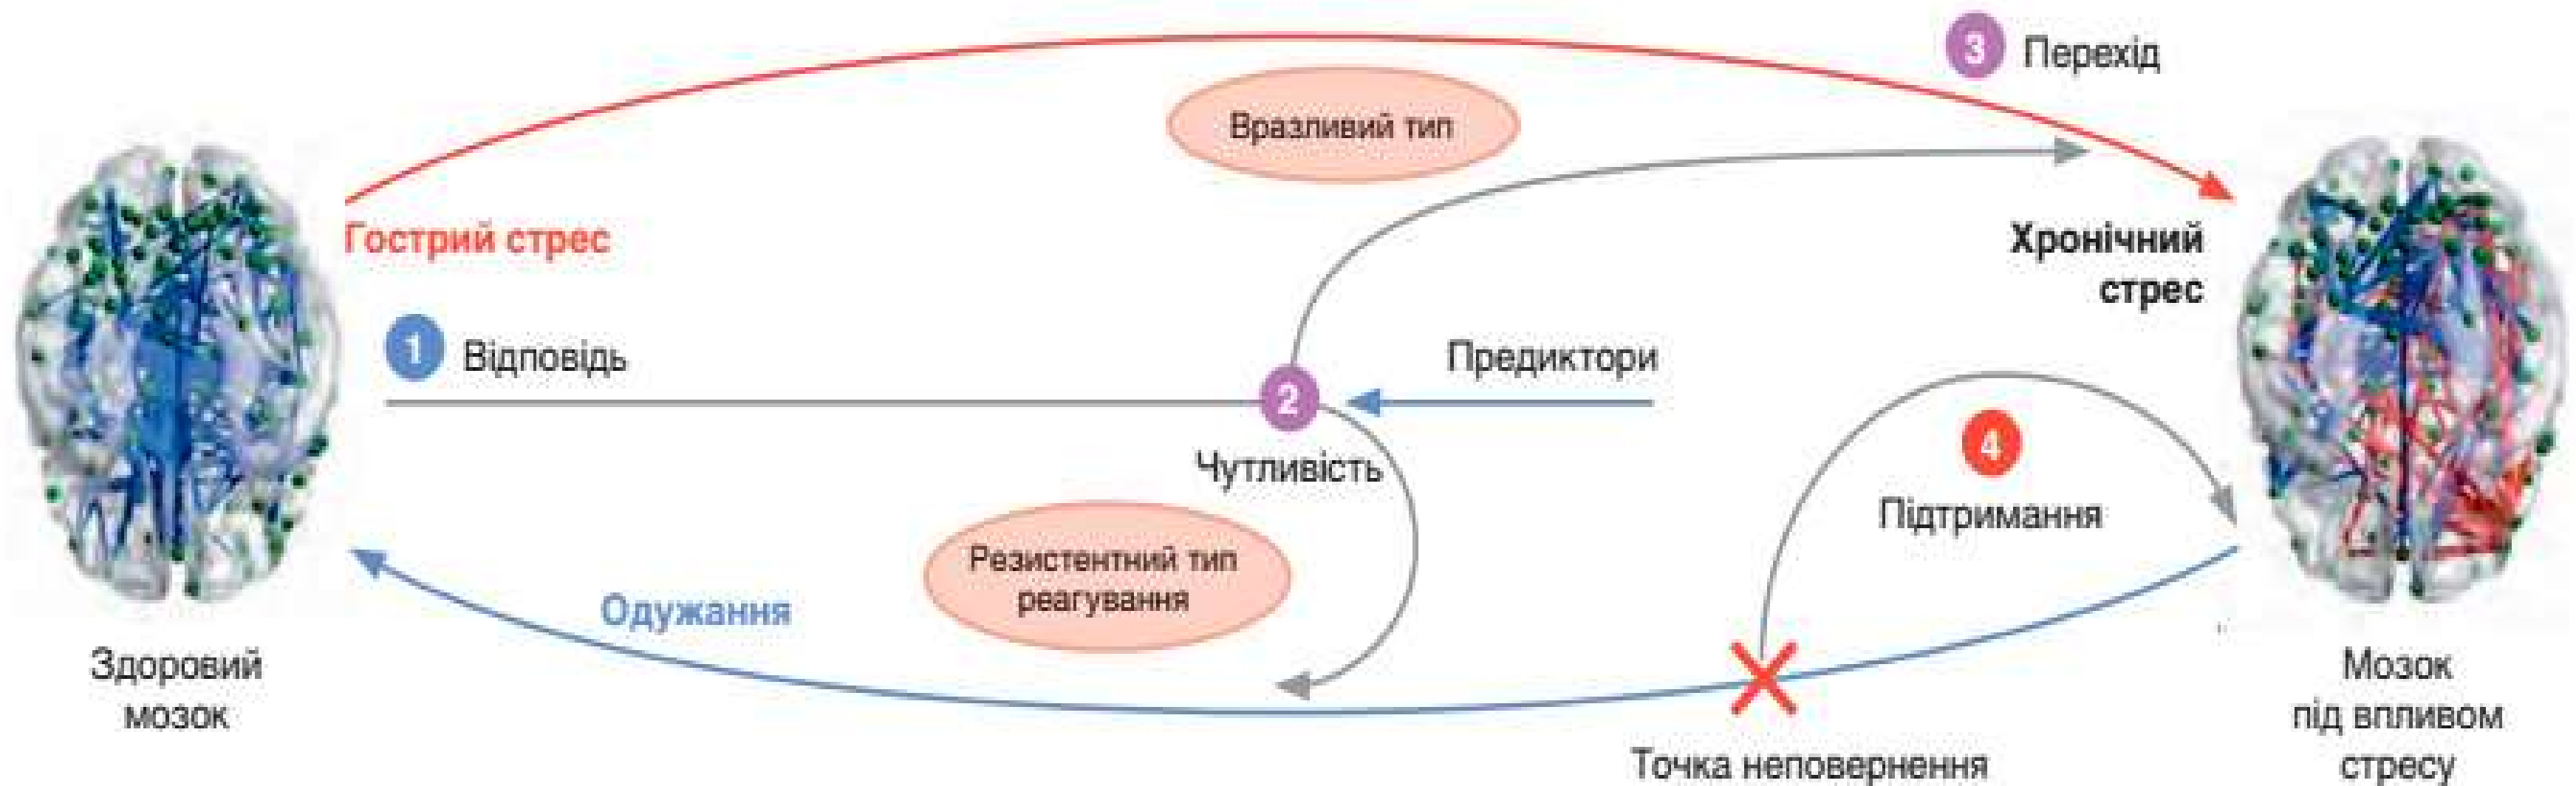 3 Перехід
Вразливий тип
Гострий стрес
Хронічний
стрес
1 Відповідь
Предиктори
2
Чутливість
4
Підтримання
Резистентний тип
реагування
Одужання
Здоровий
мозок
Мозок
під впливом
стресу
Точка неповернення